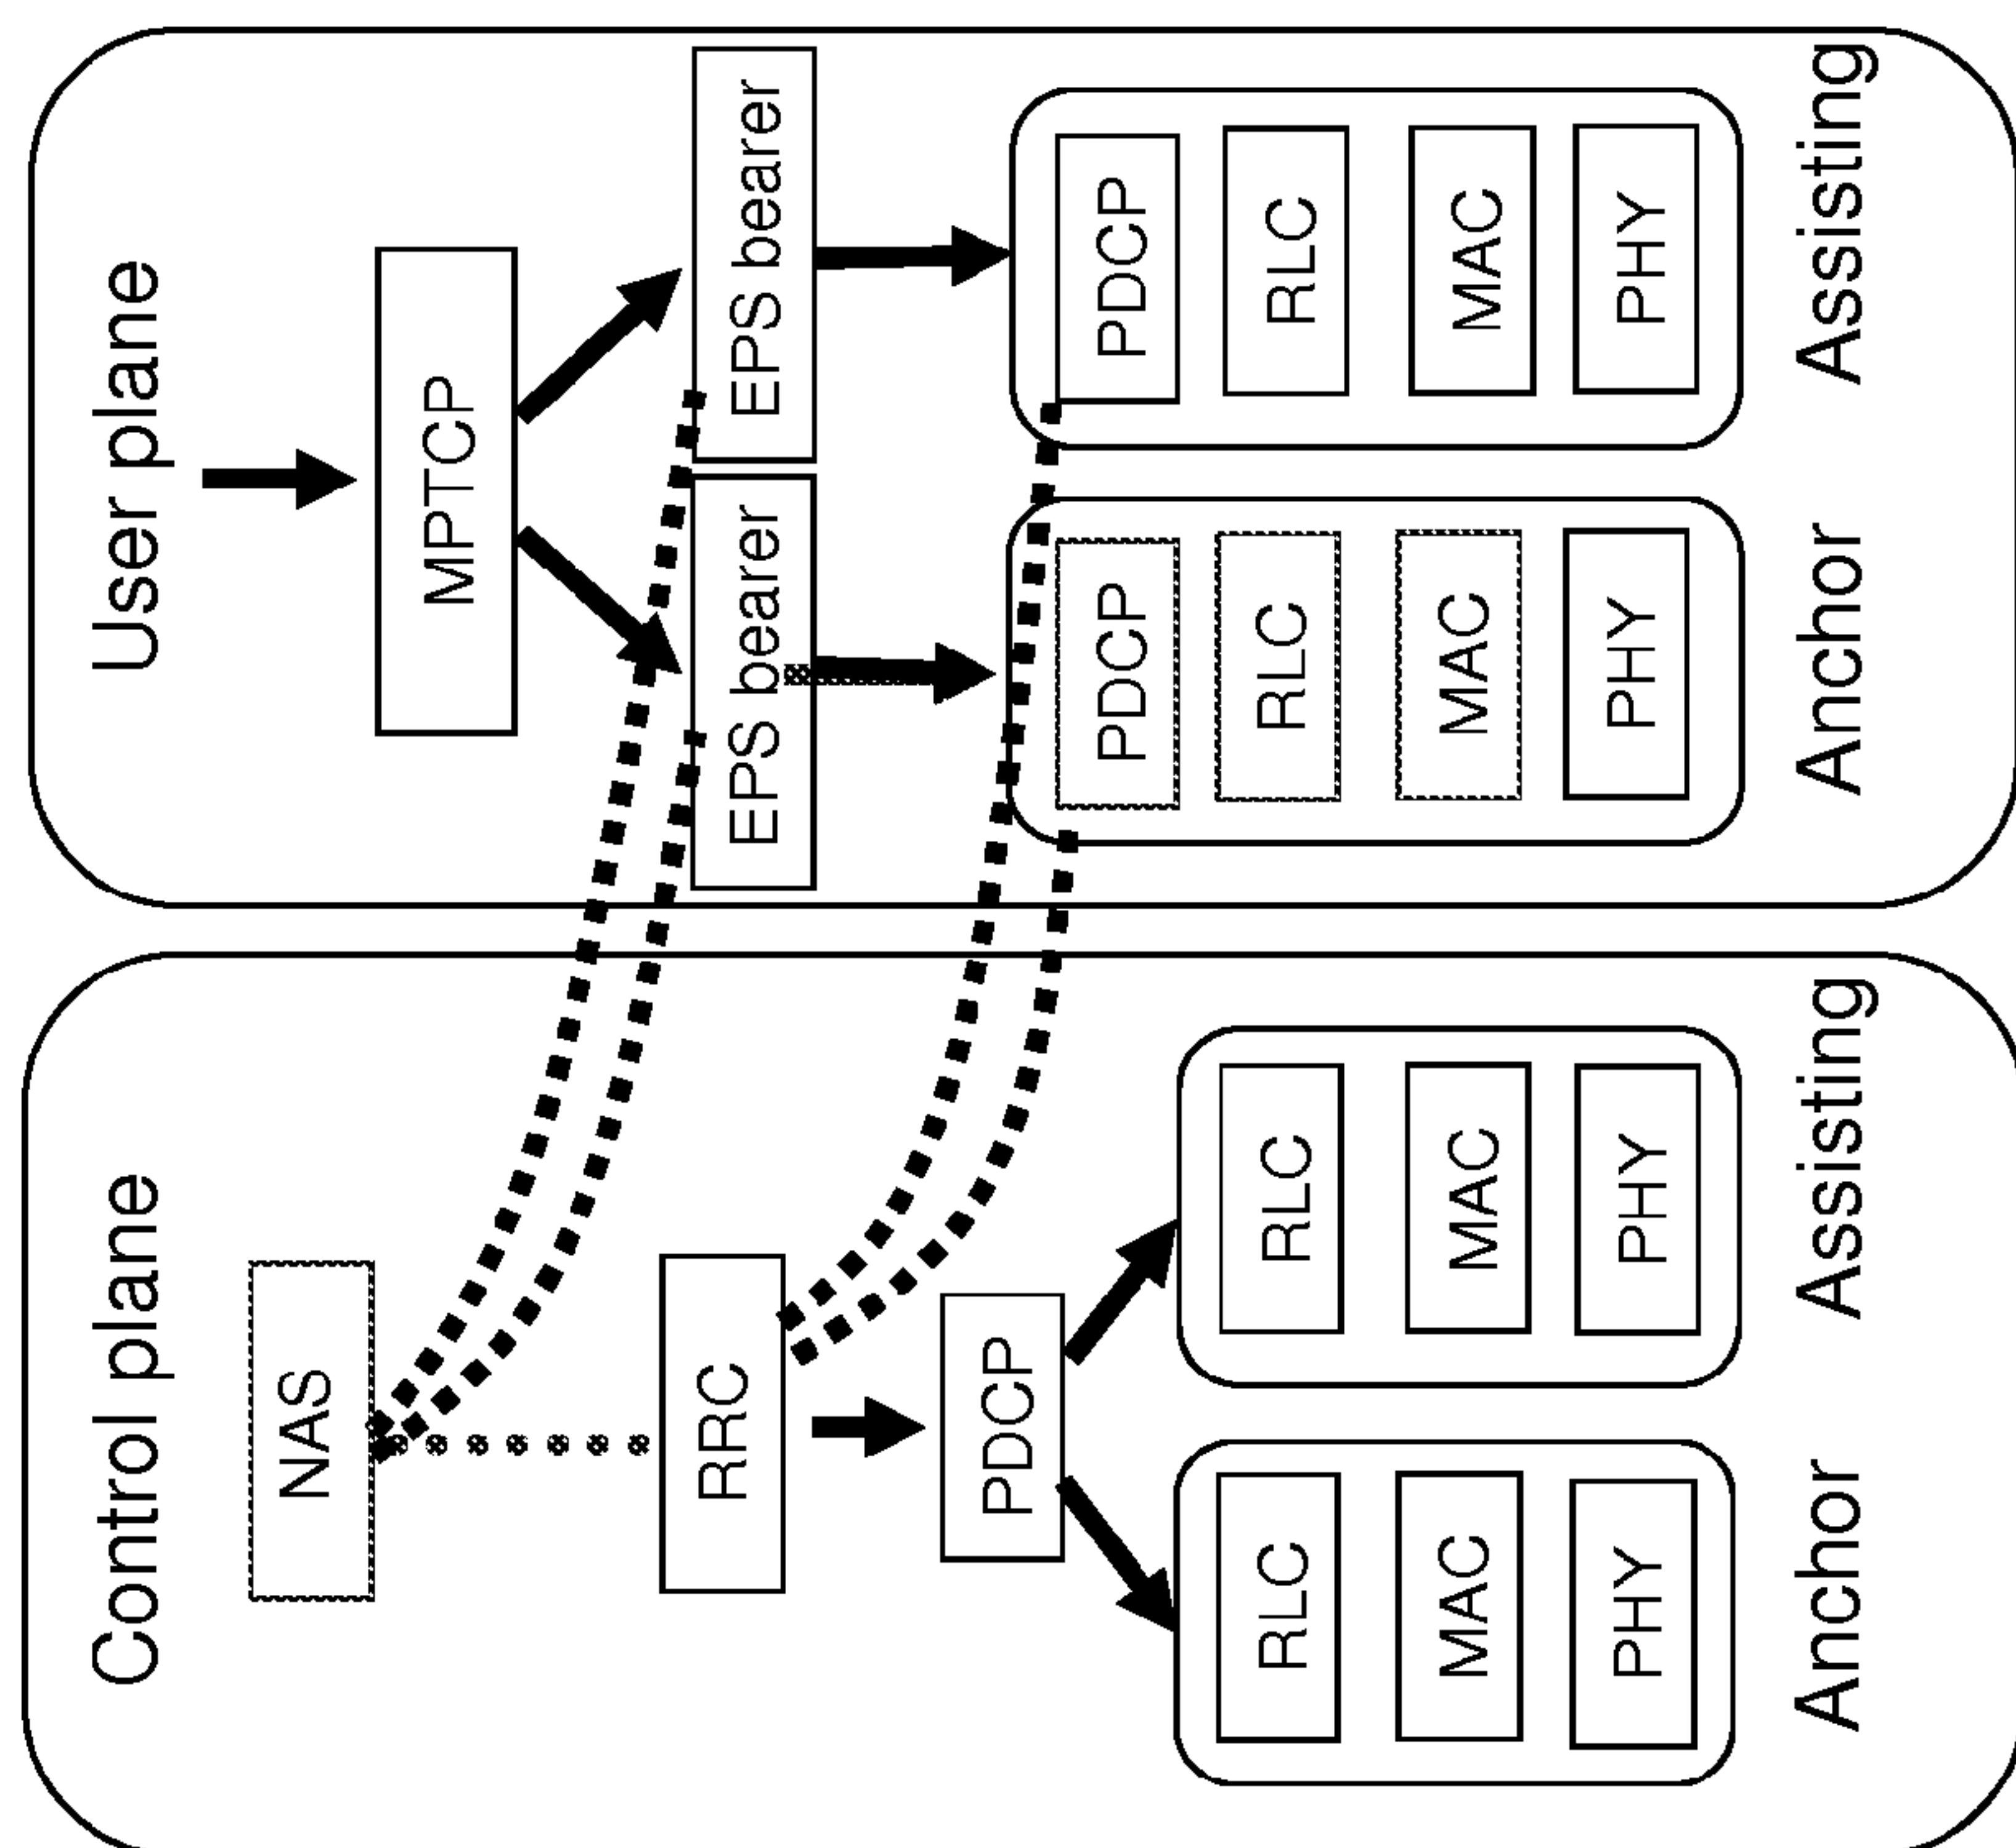 Control plane
NAS
RRC
PDCP
RLC
MAC
PHY
Anchor
RLC
MAC
PHY
Assisting
User plane
MPTCP
EPS bearer
EPS bearer
PDCP
RLC
MAC
PHY
Anchor
PDCP
RLC
MAC
PHY
Assisting